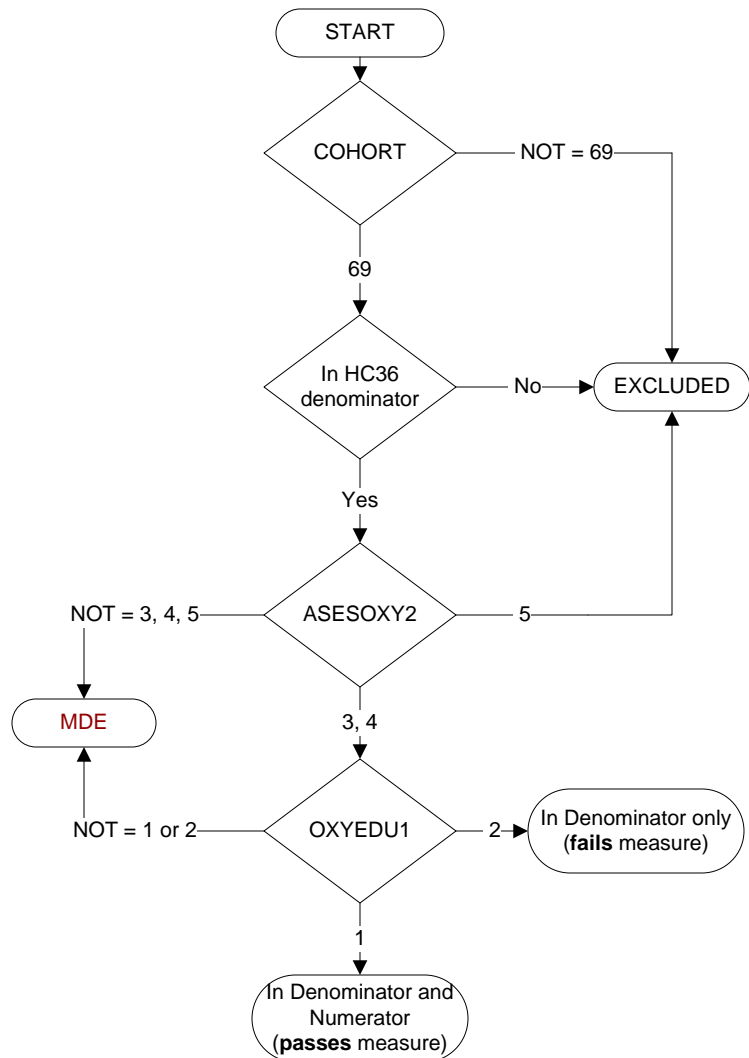 START
COHORT
NOT = 69
69
In HC36
denominator
No
EXCLUDED
Yes
NOT = 3, 4, 5
ASESOXY2
5
MDE
3, 4
NOT = 1 or 2
OXYEDU1
2
In Denominator only
(fails measure)
1
In Denominator and
Numerator
(passes measure)